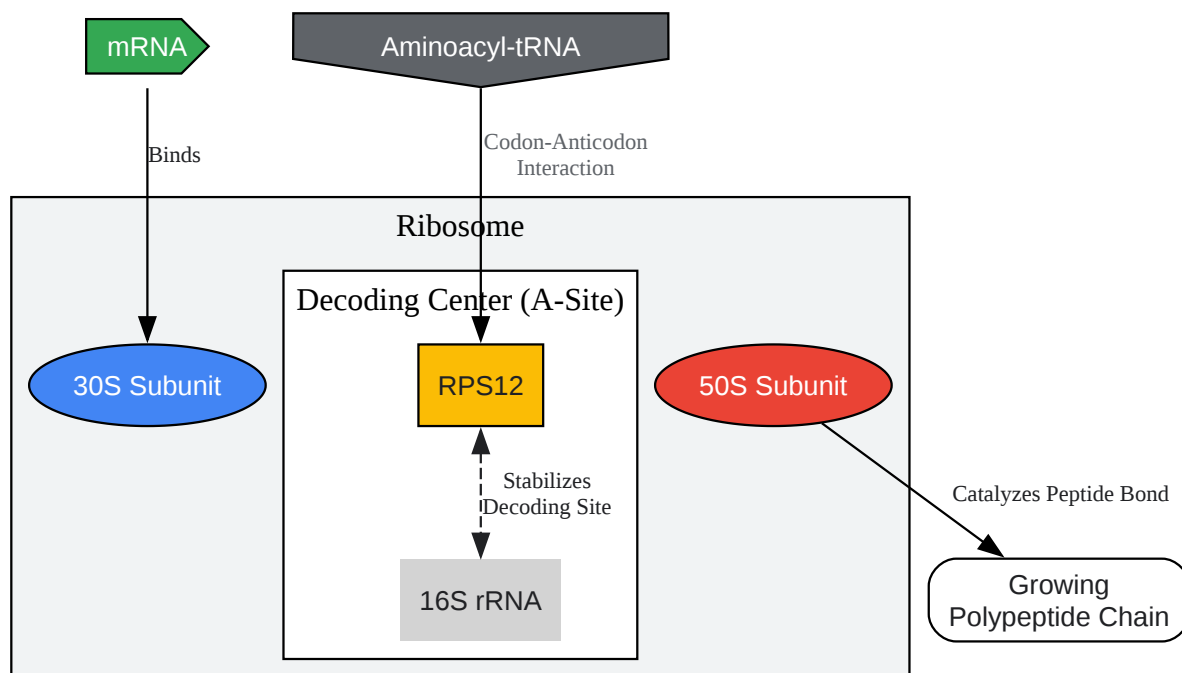 mRNA
Aminoacyl-tRNA
Binds
Codon-Anticodon
Interaction
Ribosome
Decoding Center (A-Site)
30S Subunit
RPS12
50S Subunit
Stabilizes
Decoding Site
Catalyzes Peptide Bond
16S rRNA
Growing
Polypeptide Chain